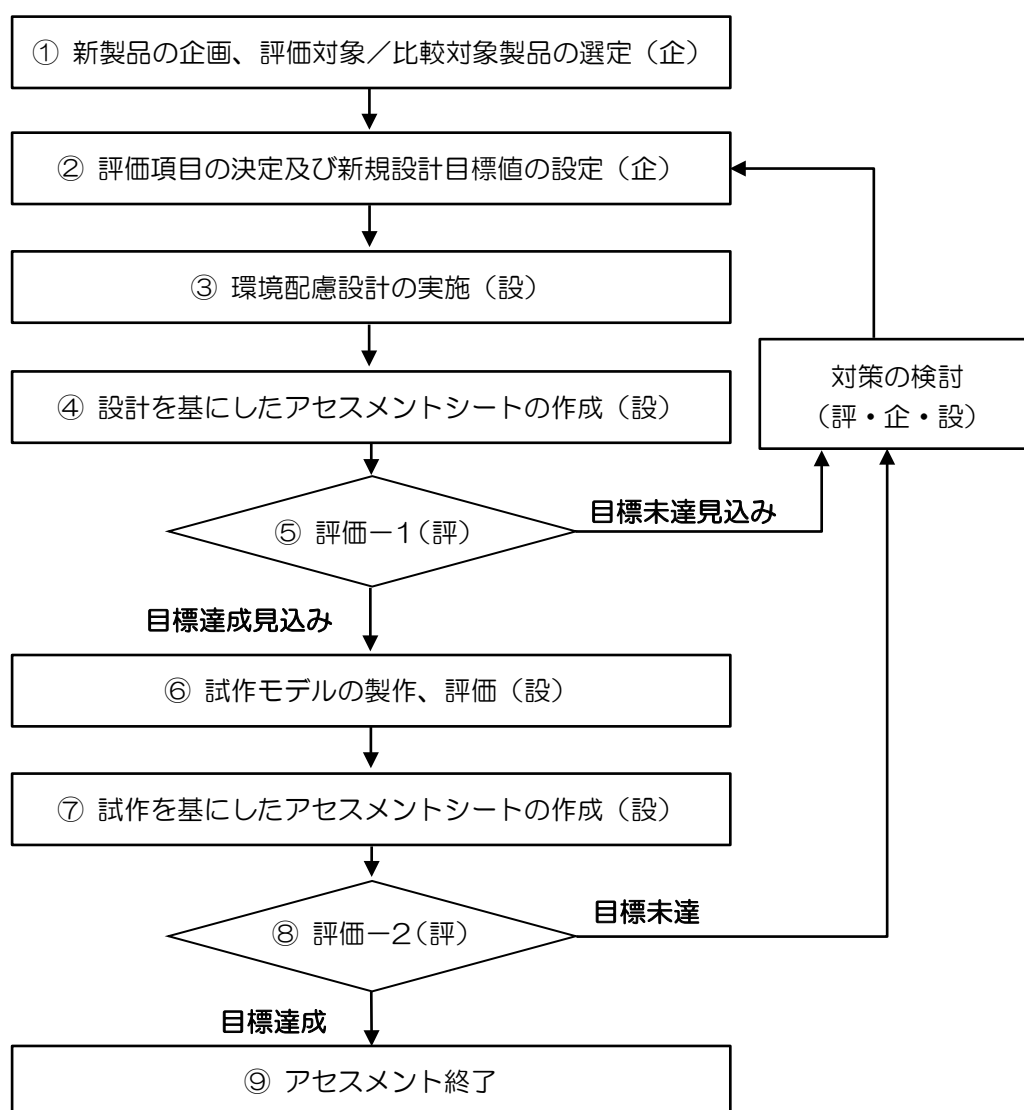 ① 新製品の企画、評価対象／比較対象製品の選定（企）
② 評価項目の決定及び新規設計目標値の設定（企）
③ 環境配慮設計の実施（設）
対策の検討
（評・企・設）
④ 設計を基にしたアセスメントシートの作成（設）
⑤ 評価－1（評）
目標未達見込み
目標達成見込み
⑥ 試作モデルの製作、評価（設）
⑦ 試作を基にしたアセスメントシートの作成（設）
⑧ 評価－2（評）
目標未達
目標達成
⑨ アセスメント終了